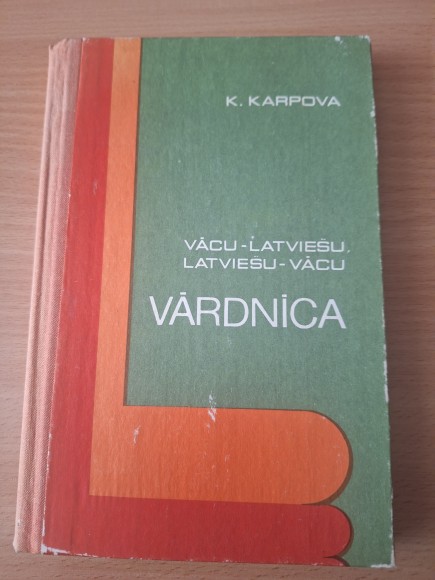 K. KARPOVA
VĀCU-LATVIEŠU,
LATVIEŠU-VĀCU
VĀRDNĪCA